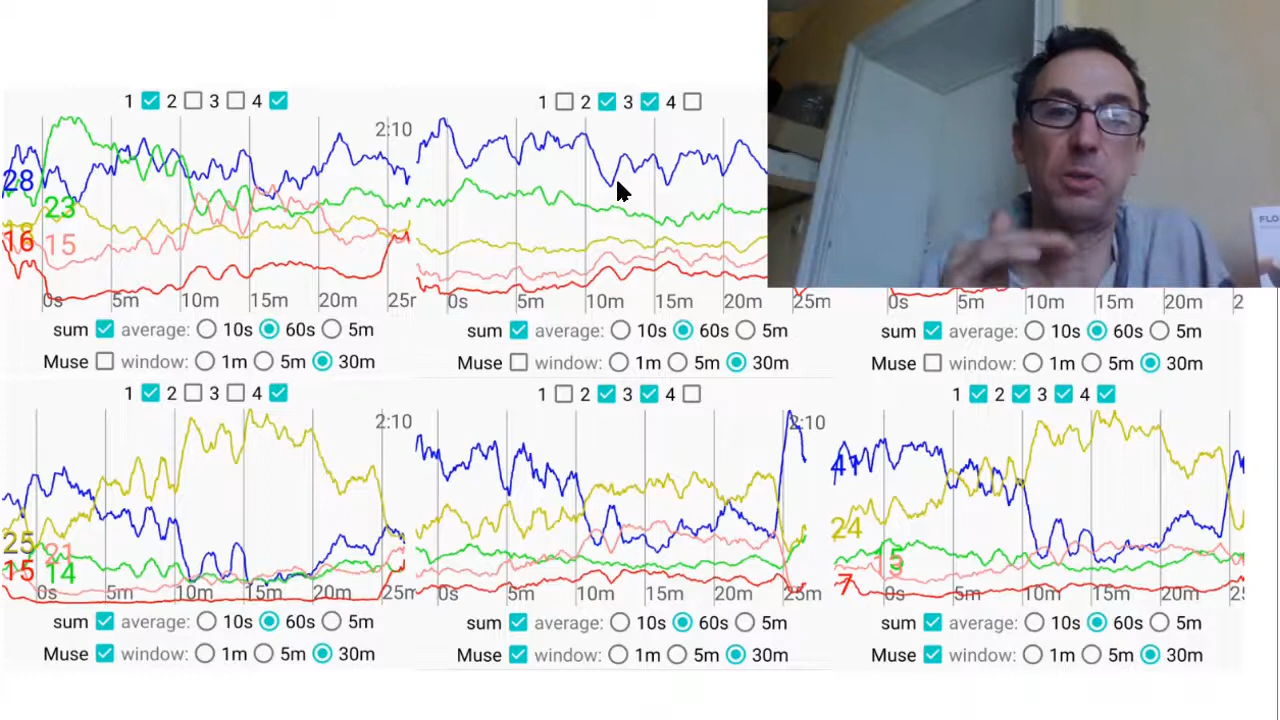 1 2 3 4
1 2 3 4
2:10
28
23
16
15
FLO
0s 5m 10m 15m 20m 25m
0s 5m 10m 15m 20m 25m
0s 5m 10m 15m 20m 2
sum average: 10s 60s 5m
sum average: 10s 60s 5m
sum average: 10s 60s 5m
Muse window: 1m 5m 30m
Muse window: 1m 5m 30m
Muse window: 1m 5m 30m
1 2 3 4
1 2 3 4
1 2 3 4
2:10
2:10
41
24
25
21
15
14
15
7
0s 5m 10m 15m 20m 25m
0s 5m 10m 15m 20m 25m
0s 5m 10m 15m 20m 25
sum average: 10s 60s 5m
sum average: 10s 60s 5m
sum average: 10s 60s 5m
Muse window: 1m 5m 30m
Muse window: 1m 5m 30m
Muse window: 1m 5m 30m